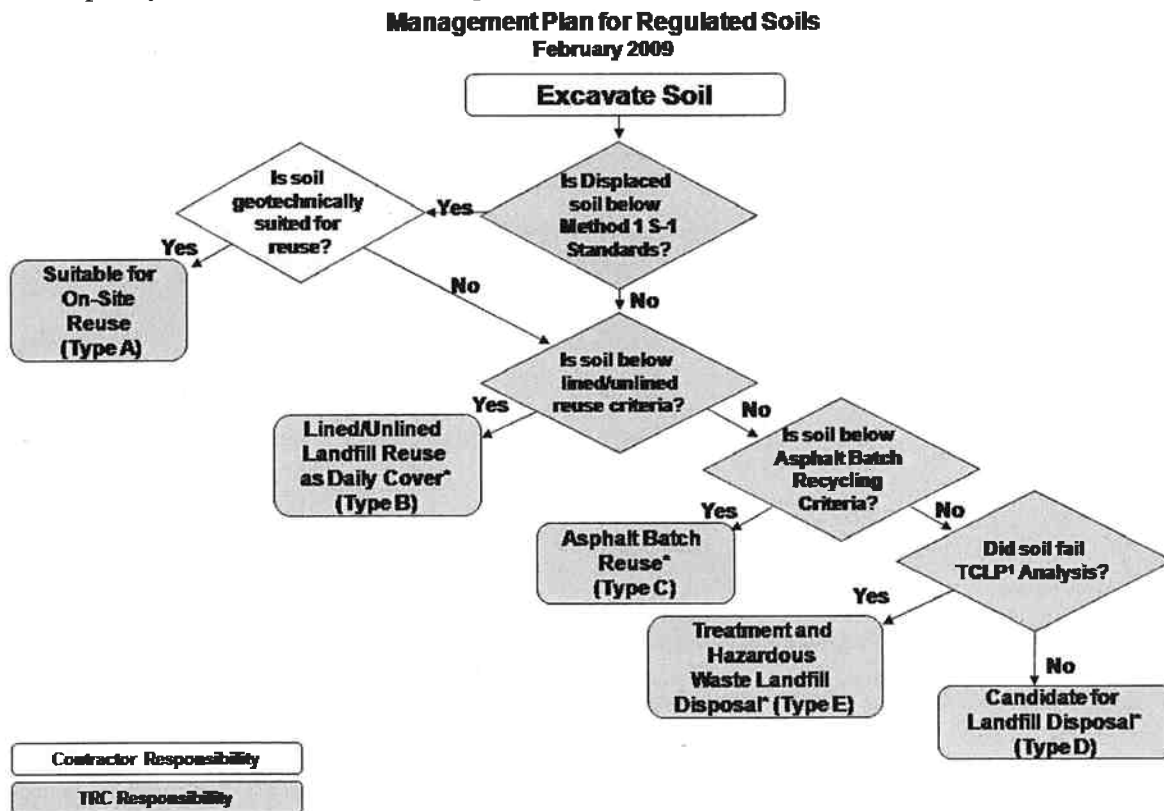 Management Plan for Regulated Soils
February 2009
Excavate Soil
Is soil
geotechnically
suited for
reuse?
Is Displaced
soil below
Method 1 S-1
Standards?
Yes
Yes
Suitable for
On-Site
Reuse
(Type A)
No
No
Is soil below
lined/unlined
reuse criteria?
Yes
No
Lined/Unlined
Landfill Reuse
as Daily Cover*
(Type B)
Is soil below
Asphalt Batch
Recycling
Criteria?
Yes
No
Asphalt Batch
Reuse*
(Type C)
Did soil fail
TCLP¹ Analysis?
Yes
Treatment and
Hazardous
Waste Landfill
Disposal* (Type E)
No
Candidate for
Landfill Disposal*
(Type D)
Contractor Responsibility
TRC Responsibility